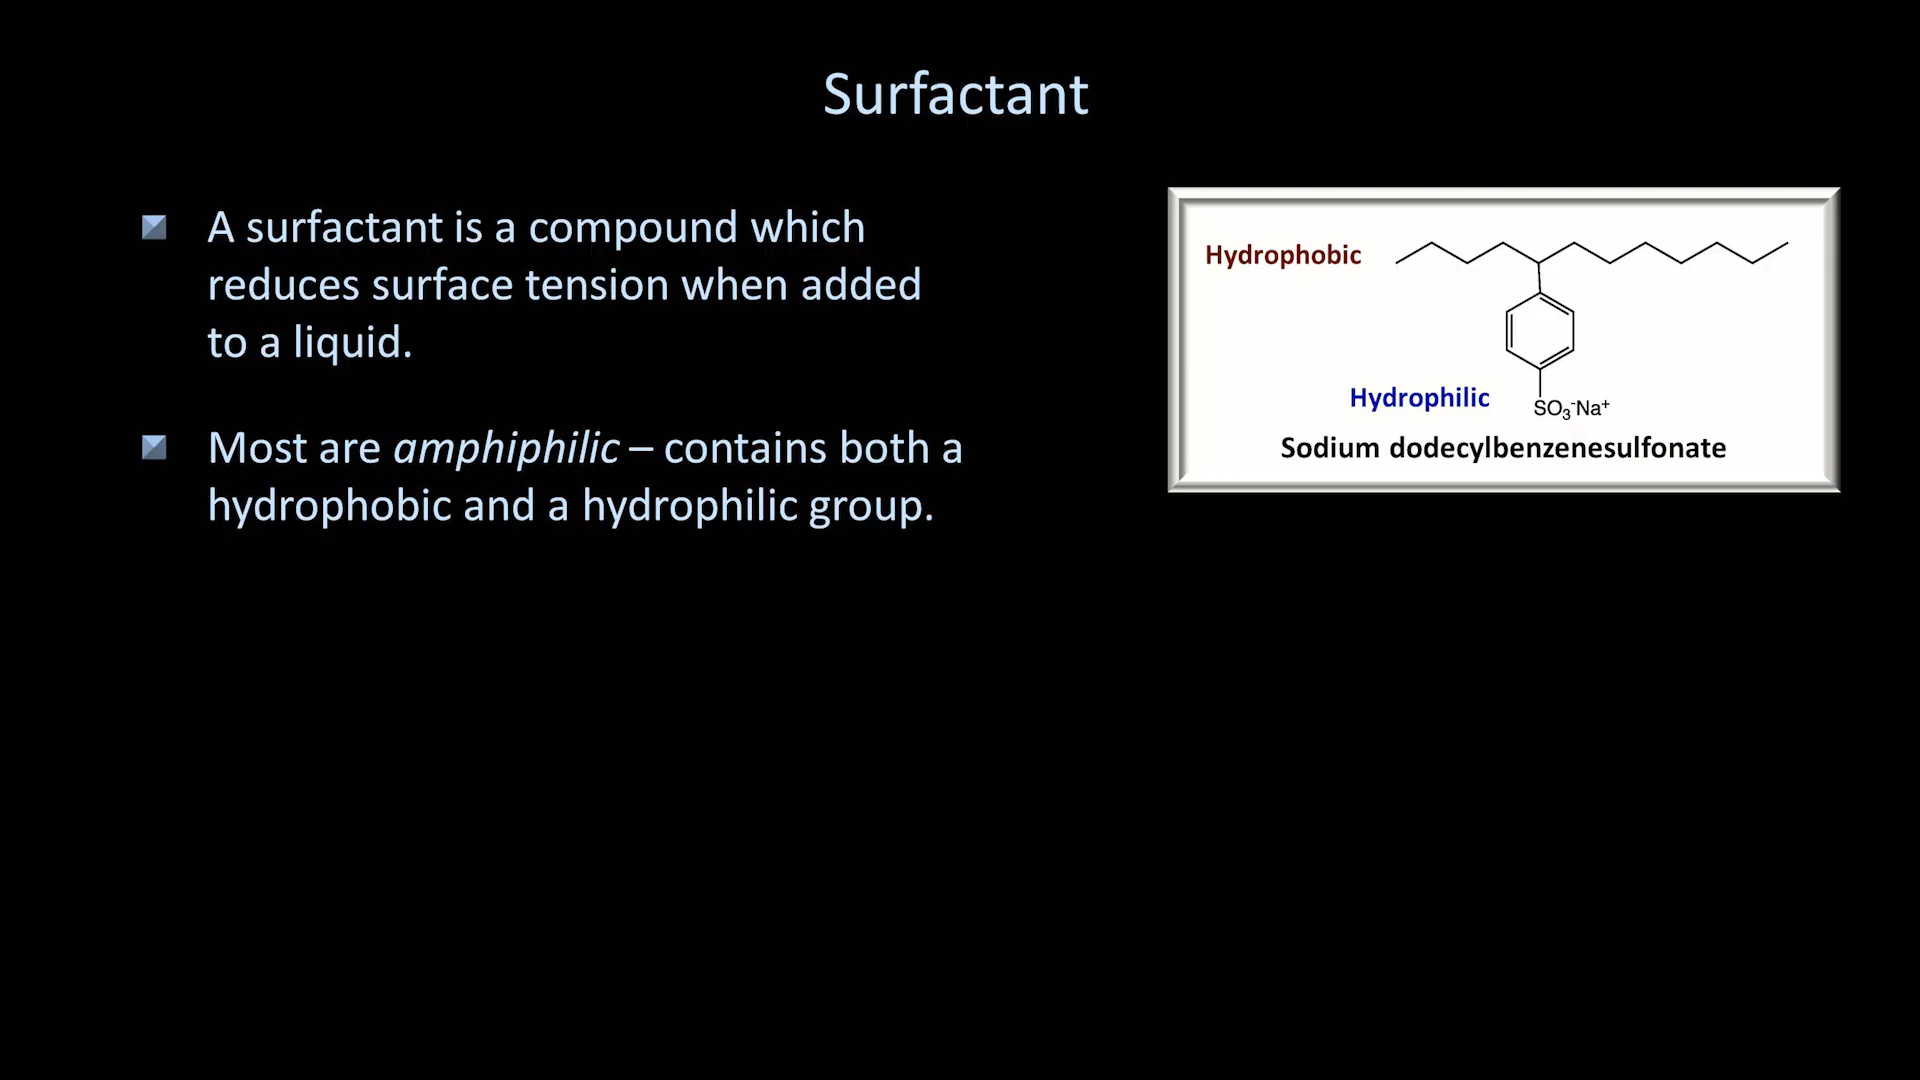 Surfactant
A surfactant is a compound which
reduces surface tension when added
to a liquid.
Most are amphiphilic – contains both a
hydrophobic and a hydrophilic group.
Hydrophobic
Hydrophilic
SO₃⁻Na⁺
Sodium dodecylbenzenesulfonate